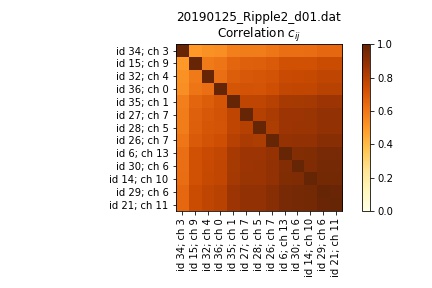 20190125_Ripple2_d01.dat
Correlation c_ij
id 34; ch 3
id 15; ch 9
id 32; ch 4
id 36; ch 0
id 35; ch 1
id 27; ch 7
id 28; ch 5
id 26; ch 7
id 6; ch 13
id 30; ch 6
id 14; ch 10
id 29; ch 6
id 21; ch 11
1.0
0.8
0.6
0.4
0.2
0.0
id 34; ch 3
id 15; ch 9
id 32; ch 4
id 36; ch 0
id 35; ch 1
id 27; ch 7
id 28; ch 5
id 26; ch 7
id 6; ch 13
id 30; ch 6
id 14; ch 10
id 29; ch 6
id 21; ch 11